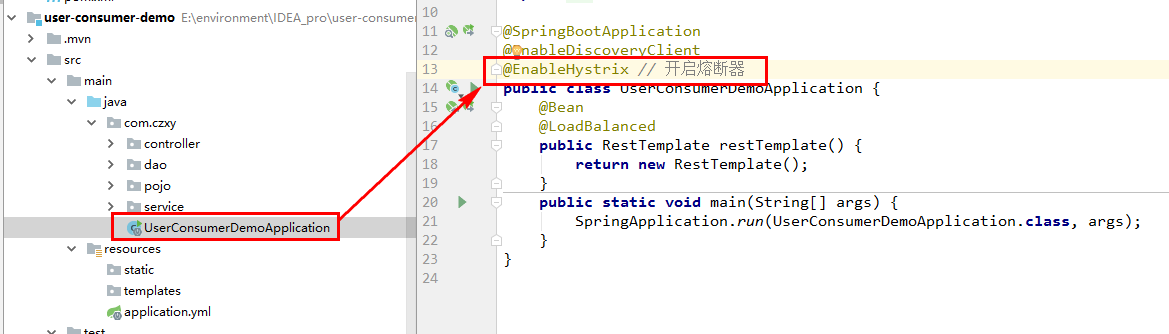 user-consumer-demo E:\environment\IDEA_pro\user-consumer
.mvn
src
main
java
com.czxy
controller
dao
pojo
service
UserConsumerDemoApplication
resources
static
templates
application.yml
test
10
11 @SpringBootApplication
12 @EnableDiscoveryClient
13 @EnableHystrix // 开启熔断器
14 public class UserConsumerDemoApplication {
15 @Bean
16 @LoadBalanced
17 public RestTemplate restTemplate() {
18 return new RestTemplate();
19 }
20 public static void main(String[] args) {
21 SpringApplication.run(UserConsumerDemoApplication.class, args);
22 }
23 }
24